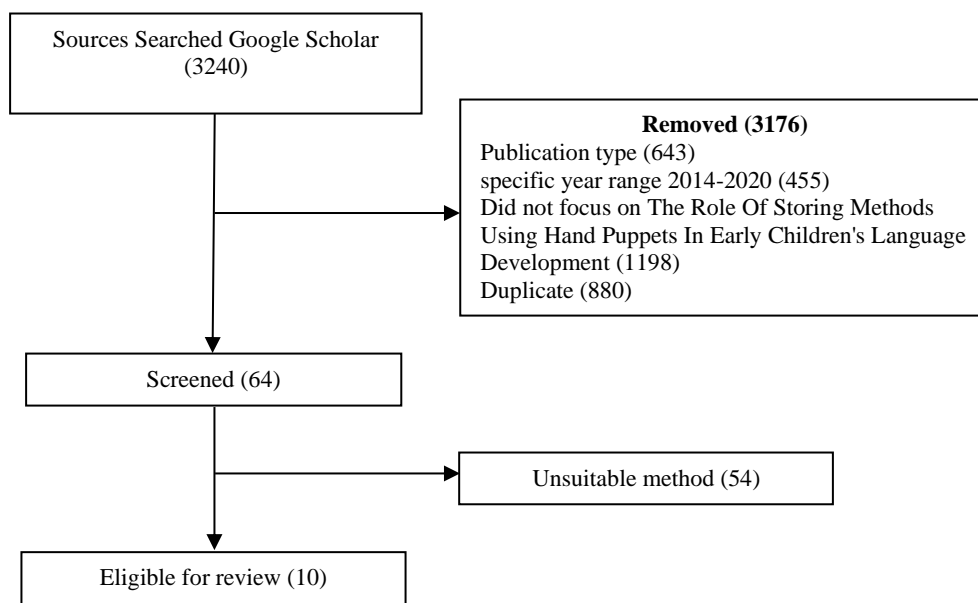 Sources Searched Google Scholar
(3240)
Removed (3176)
Publication type (643)
specific year range 2014-2020 (455)
Did not focus on The Role Of Storing Methods
Using Hand Puppets In Early Children's Language
Development (1198)
Duplicate (880)
Screened (64)
Unsuitable method (54)
Eligible for review (10)